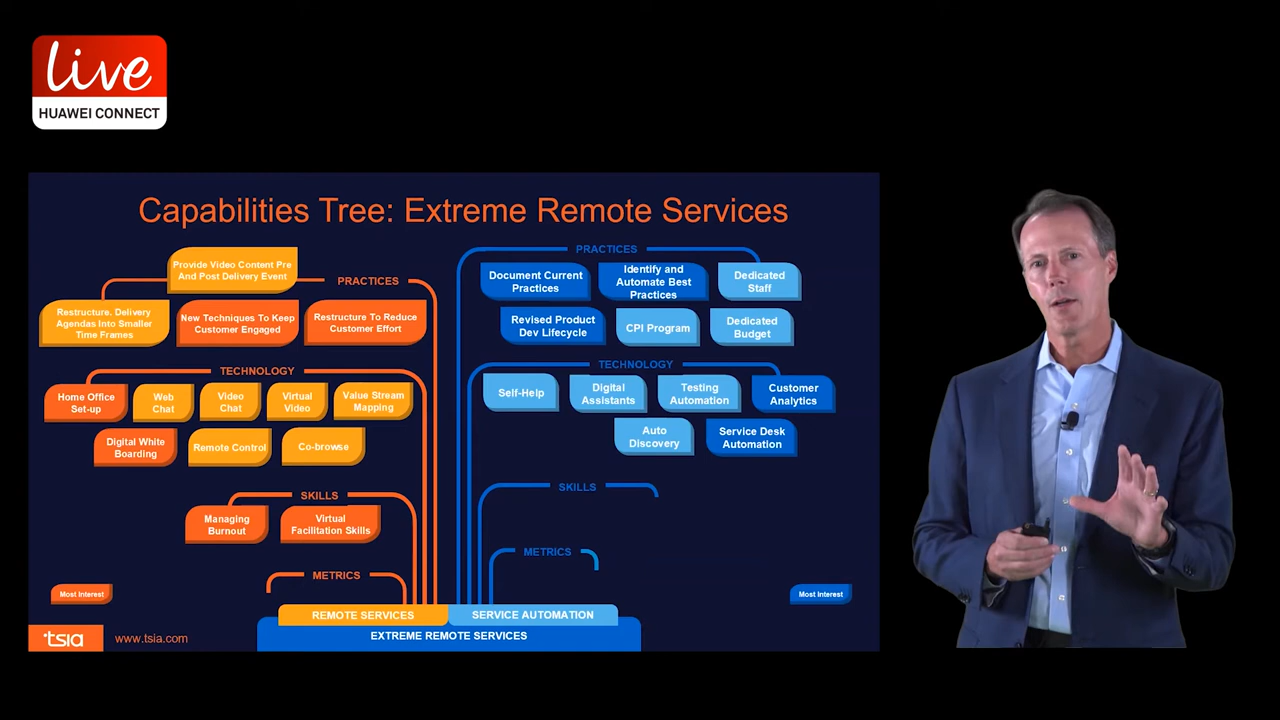 live
HUAWEI CONNECT
Capabilities Tree: Extreme Remote Services
Provide Video Content Pre
And Post Delivery Event
PRACTICES
Restructure. Delivery
Agendas Into Smaller
Time Frames
New Techniques To Keep
Customer Engaged
Restructure To Reduce
Customer Effort
TECHNOLOGY
Home Office
Set-up
Web
Chat
Video
Chat
Virtual
Video
Value Stream
Mapping
Digital White
Boarding
Remote Control
Co-browse
SKILLS
Managing
Burnout
Virtual
Facilitation Skills
METRICS
Most Interest
PRACTICES
Document Current
Practices
Identify and
Automate Best
Practices
Dedicated
Staff
Revised Product
Dev Lifecycle
CPI Program
Dedicated
Budget
TECHNOLOGY
Self-Help
Digital
Assistants
Testing
Automation
Customer
Analytics
Auto
Discovery
Service Desk
Automation
SKILLS
METRICS
Most Interest
REMOTE SERVICES
SERVICE AUTOMATION
EXTREME REMOTE SERVICES
tsia
www.tsia.com